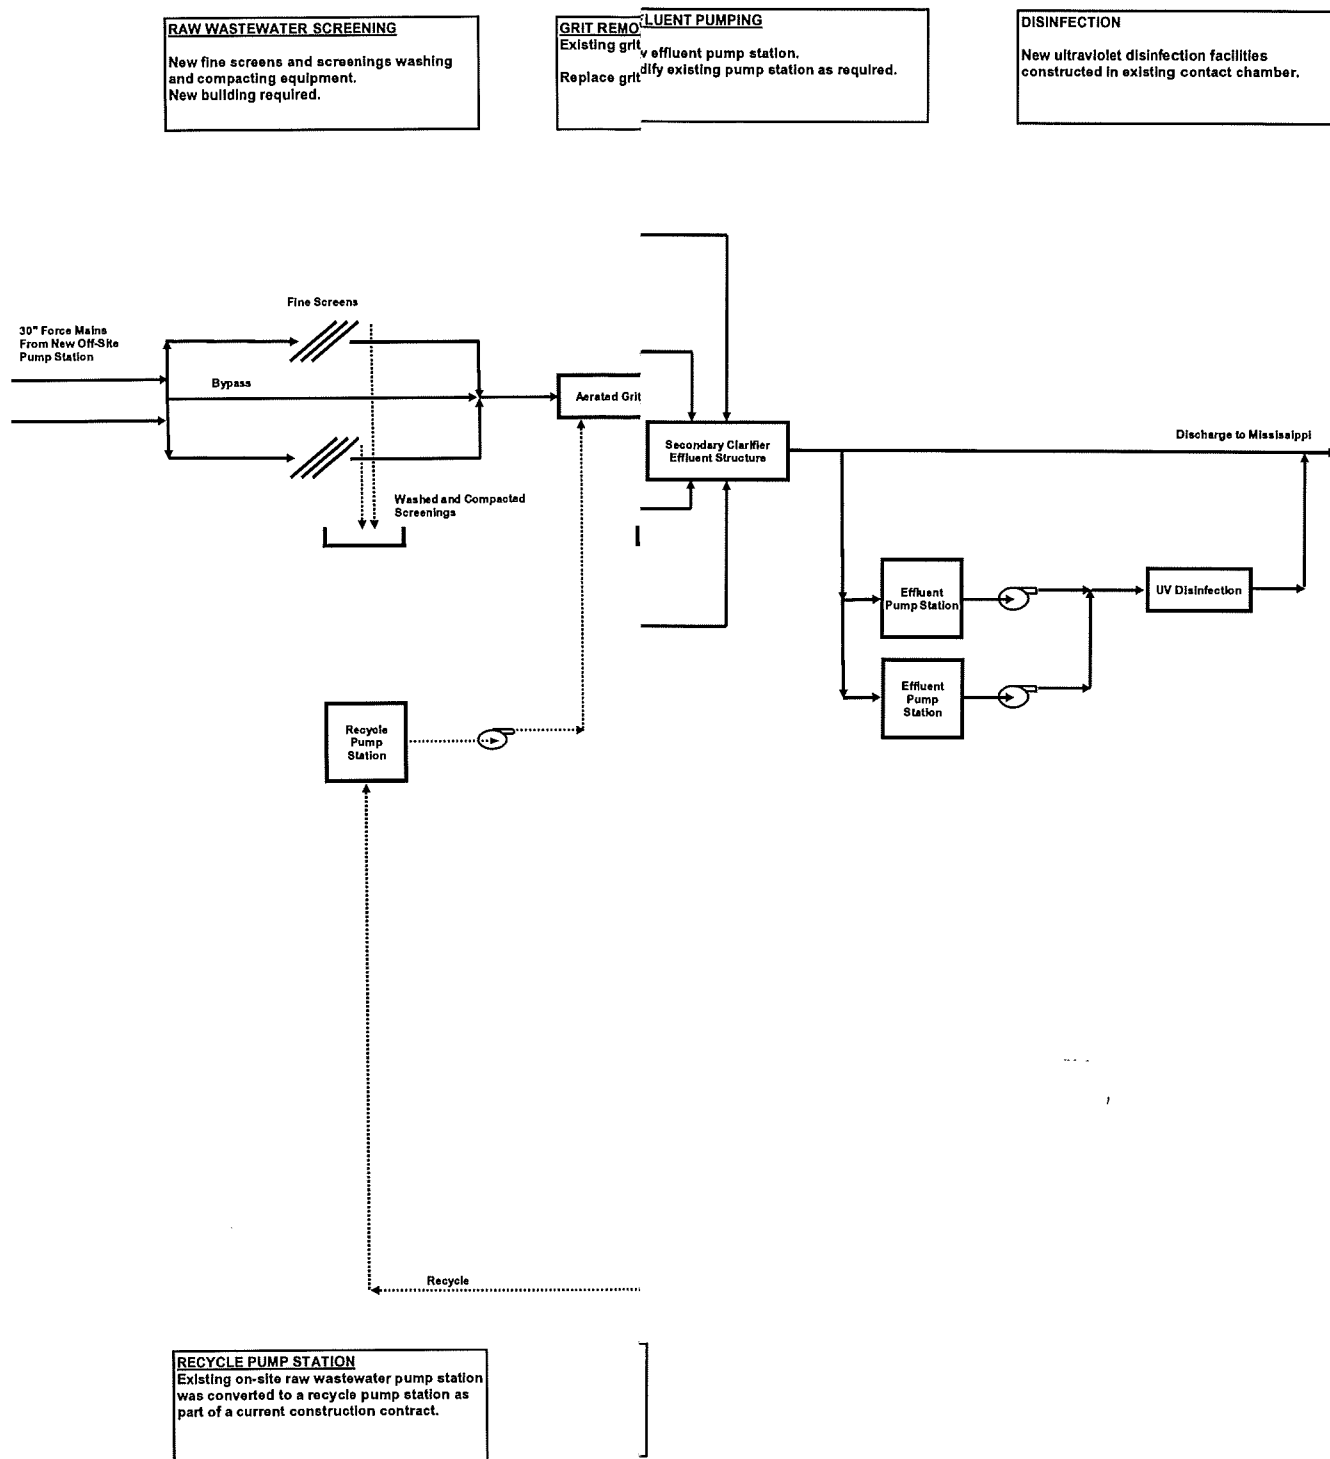 RAW WASTEWATER SCREENING
New fine screens and screenings washing
and compacting equipment.
New building required.
GRIT REMO
Existing grit
Replace grit
LUENT PUMPING
effluent pump station.
dify existing pump station as required.
DISINFECTION
New ultraviolet disinfection facilities
constructed in existing contact chamber.
Fine Screens
30" Force Mains
From New Off-Site
Pump Station
Bypass
Aerated Grit
Secondary Clarifier
Effluent Structure
Discharge to Mississippi
Washed and Compacted
Screenings
Effluent
Pump Station
UV Disinfection
Effluent
Pump
Station
Recycle
Pump
Station
Recycle
RECYCLE PUMP STATION
Existing on-site raw wastewater pump station
was converted to a recycle pump station as
part of a current construction contract.